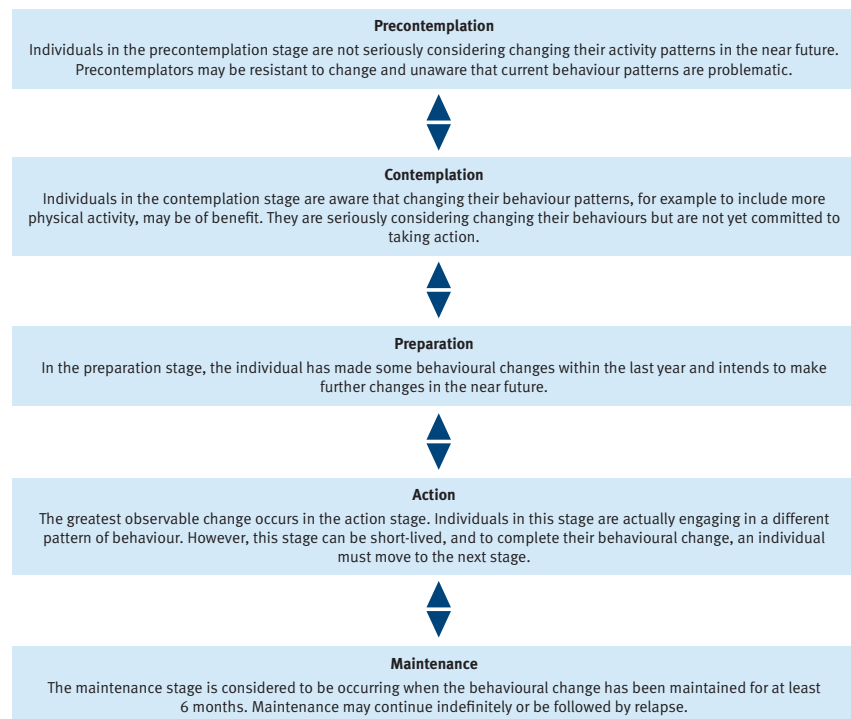 Precontemplation
Individuals in the precontemplation stage are not seriously considering changing their activity patterns in the near future.
Precontemplators may be resistant to change and unaware that current behaviour patterns are problematic.
Contemplation
Individuals in the contemplation stage are aware that changing their behaviour patterns, for example to include more
physical activity, may be of benefit. They are seriously considering changing their behaviours but are not yet committed to
taking action.
Preparation
In the preparation stage, the individual has made some behavioural changes within the last year and intends to make
further changes in the near future.
Action
The greatest observable change occurs in the action stage. Individuals in this stage are actually engaging in a different
pattern of behaviour. However, this stage can be short-lived, and to complete their behavioural change, an individual
must move to the next stage.
Maintenance
The maintenance stage is considered to be occurring when the behavioural change has been maintained for at least
6 months. Maintenance may continue indefinitely or be followed by relapse.